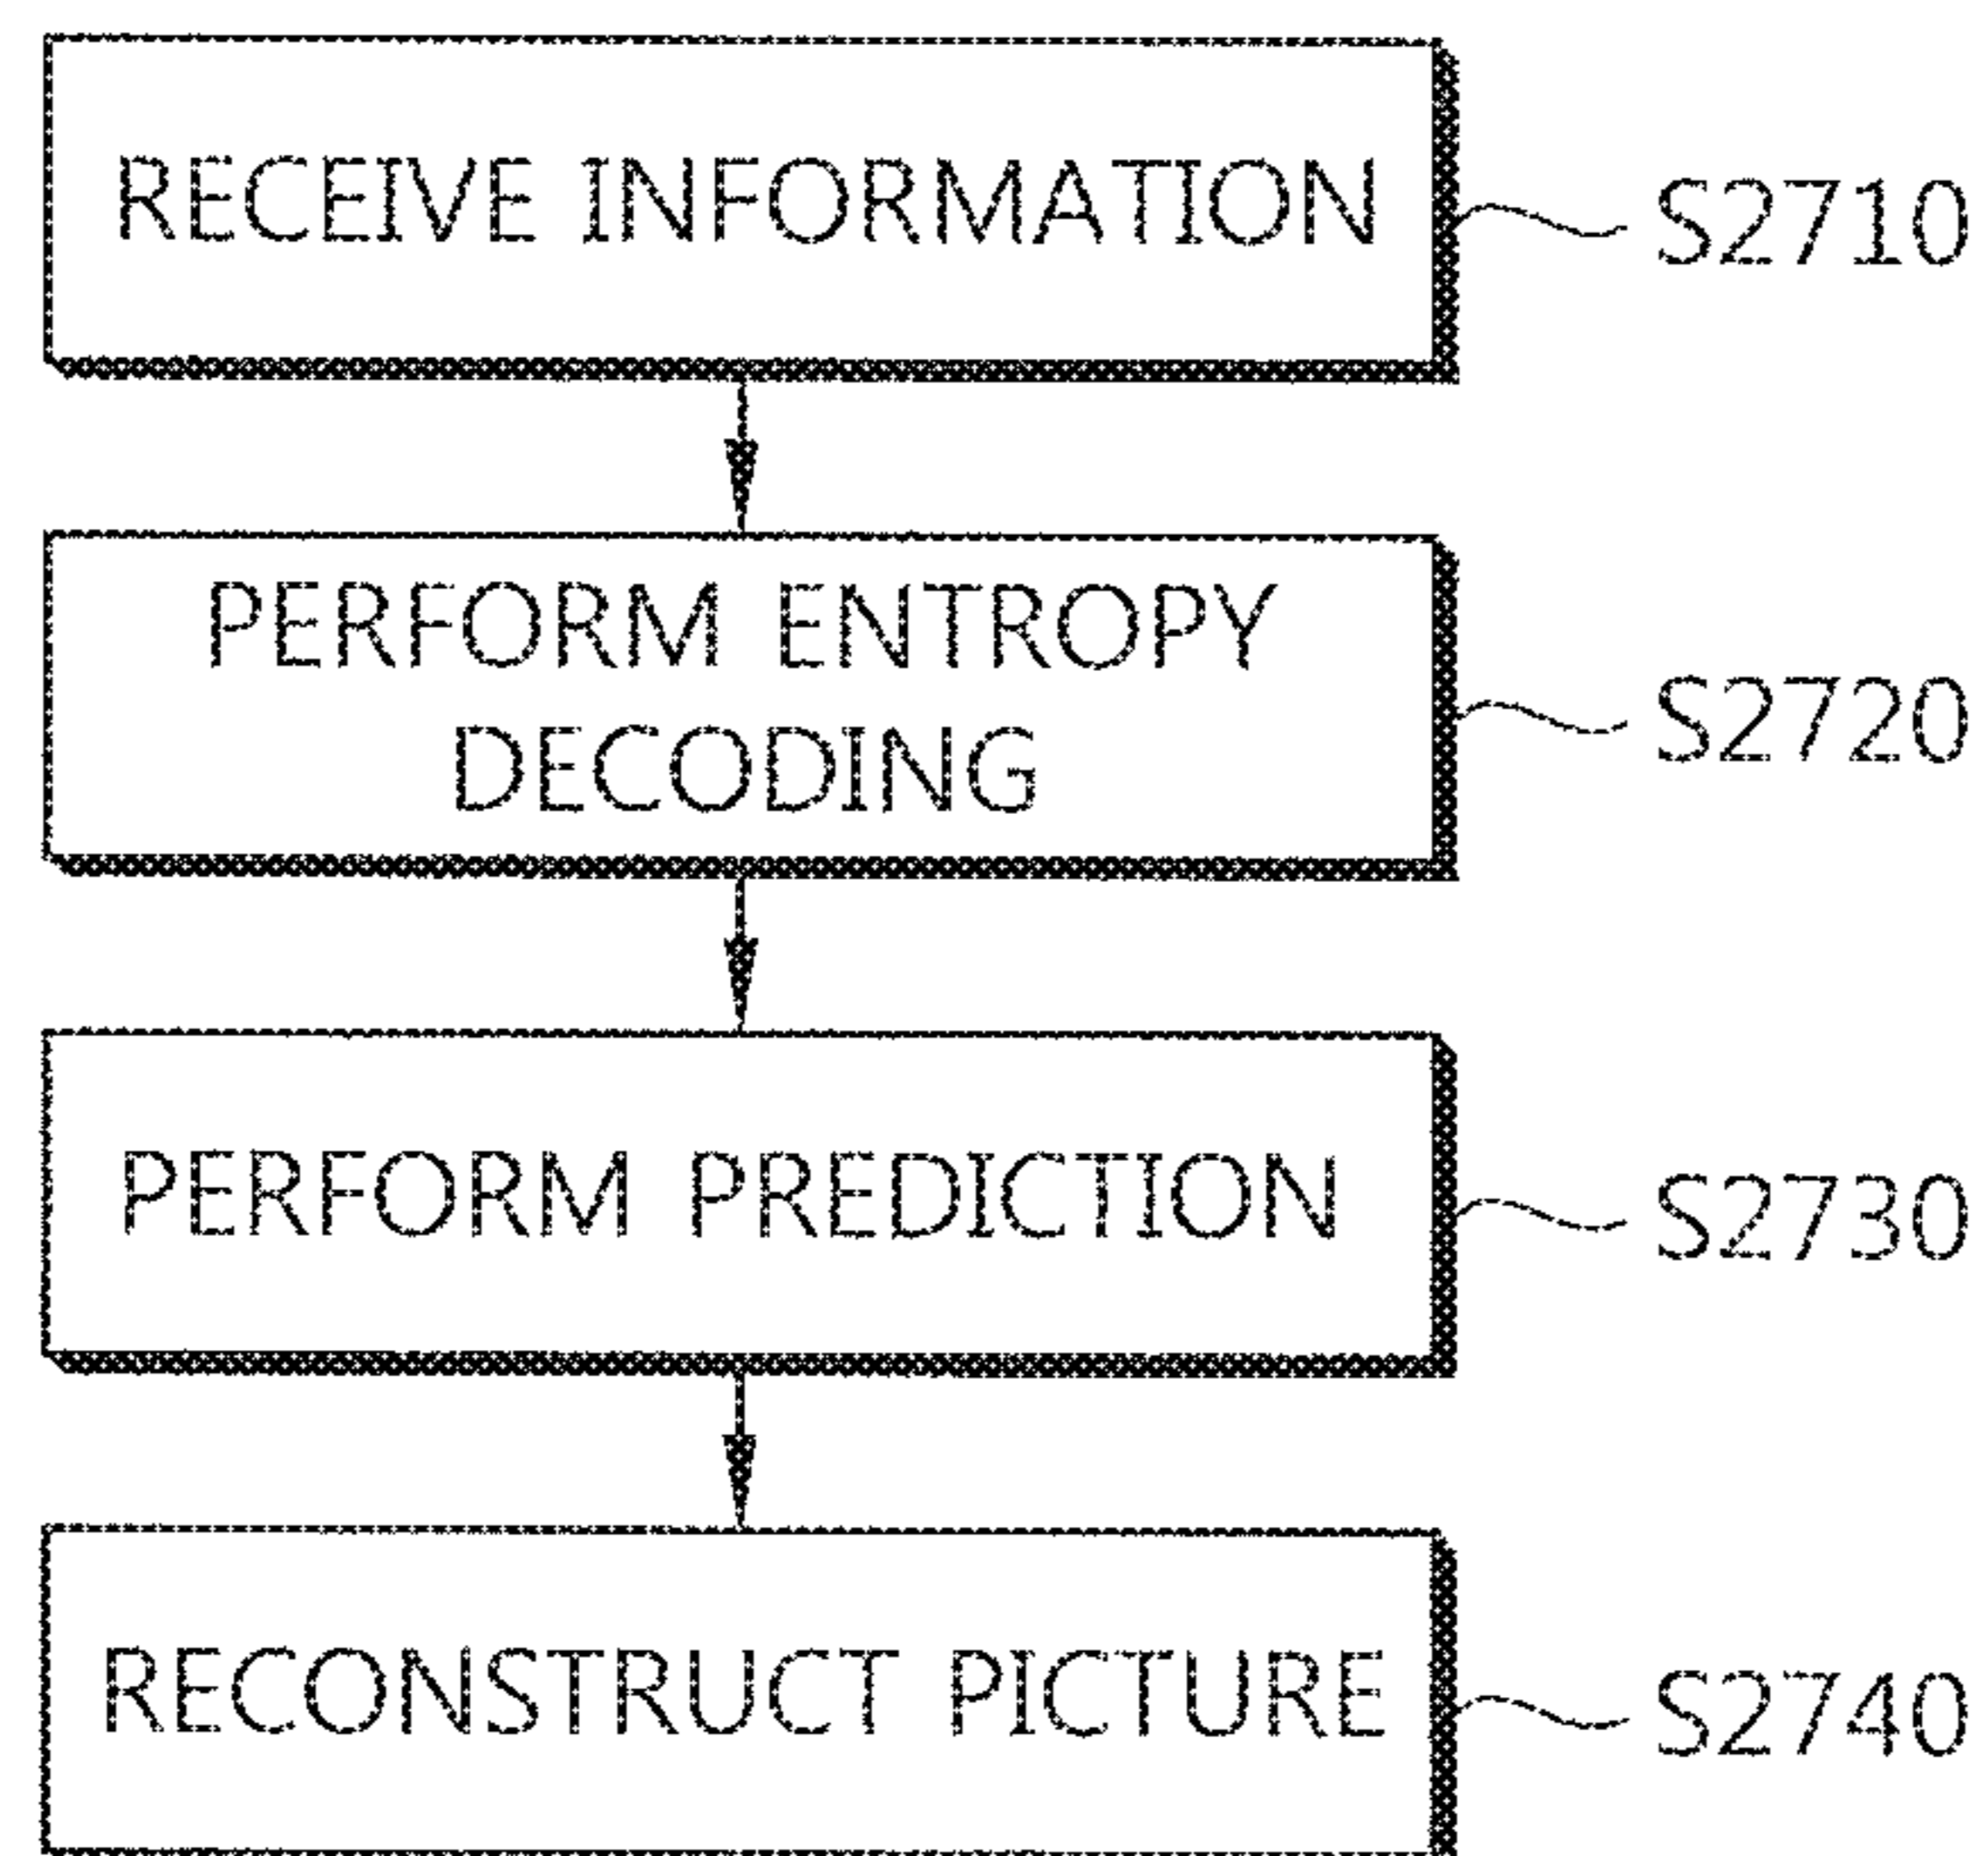 RECEIVE INFORMATION
S2710
PERFORM ENTROPY
DECODING
S2720
PERFORM PREDICTION
S2730
RECONSTRUCT PICTURE
S2740